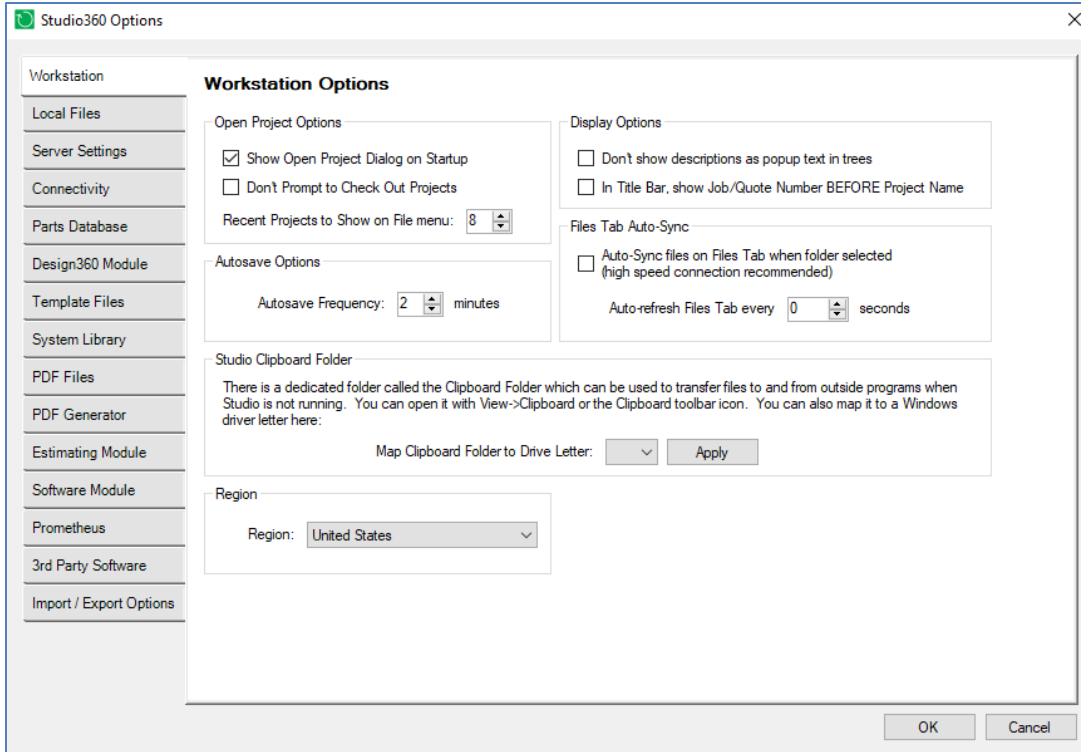 Studio360 Options
Workstation
Local Files
Server Settings
Connectivity
Parts Database
Design360 Module
Template Files
System Library
PDF Files
PDF Generator
Estimating Module
Software Module
Prometheus
3rd Party Software
Import / Export Options
Workstation Options
Open Project Options
Show Open Project Dialog on Startup
Don't Prompt to Check Out Projects
Recent Projects to Show on File menu: 8
Autosave Options
Autosave Frequency: 2 minutes
Display Options
Don't show descriptions as popup text in trees
In Title Bar, show Job/Quote Number BEFORE Project Name
Files Tab Auto-Sync
Auto-Sync files on Files Tab when folder selected
(high speed connection recommended)
Auto-refresh Files Tab every 0 seconds
Studio Clipboard Folder
There is a dedicated folder called the Clipboard Folder which can be used to transfer files to and from outside programs when
Studio is not running. You can open it with View->Clipboard or the Clipboard toolbar icon. You can also map it to a Windows
driver letter here:
Map Clipboard Folder to Drive Letter: Apply
Region
Region: United States
OK Cancel